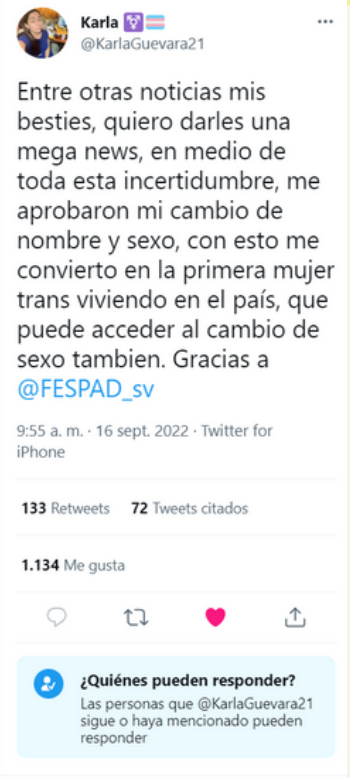 Karla ⚧️🏳️‍⚧️
@KarlaGuevara21
Entre otras noticias mis
besties, quiero darles una
mega news, en medio de
toda esta incertidumbre, me
aprobaron mi cambio de
nombre y sexo, con esto me
convierto en la primera mujer
trans viviendo en el país, que
puede acceder al cambio de
sexo tambien. Gracias a
@FESPAD_sv
9:55 a. m. · 16 sept. 2022 · Twitter for
iPhone
133 Retweets 72 Tweets citados
1.134 Me gusta
¿Quiénes pueden responder?
Las personas que @KarlaGuevara21
sigue o haya mencionado pueden
responder